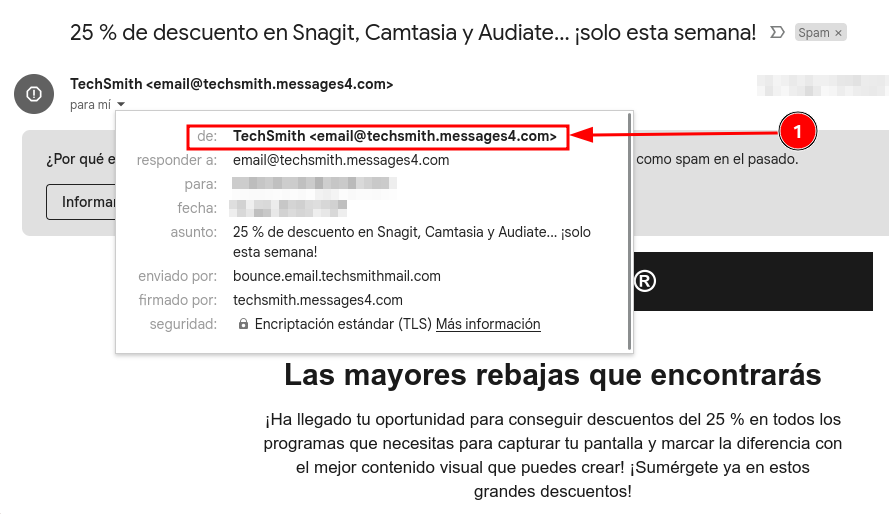 25 % de descuento en Snagit, Camtasia y Audiate... ¡solo esta semana!
Spam ×
TechSmith <email@techsmith.messages4.com>
para mí
de: TechSmith <email@techsmith.messages4.com>
1
¿Por qué e
responder a: email@techsmith.messages4.com
como spam en el pasado.
para:
Informar
fecha:
asunto: 25 % de descuento en Snagit, Camtasia y Audiate... ¡solo
esta semana!
enviado por: bounce.email.techsmithmail.com
®
firmado por: techsmith.messages4.com
seguridad: Encriptación estándar (TLS) Más información
Las mayores rebajas que encontrarás
¡Ha llegado tu oportunidad para conseguir descuentos del 25 % en todos los
programas que necesitas para capturar tu pantalla y marcar la diferencia con
el mejor contenido visual que puedes crear! ¡Sumérgete ya en estos
grandes descuentos!